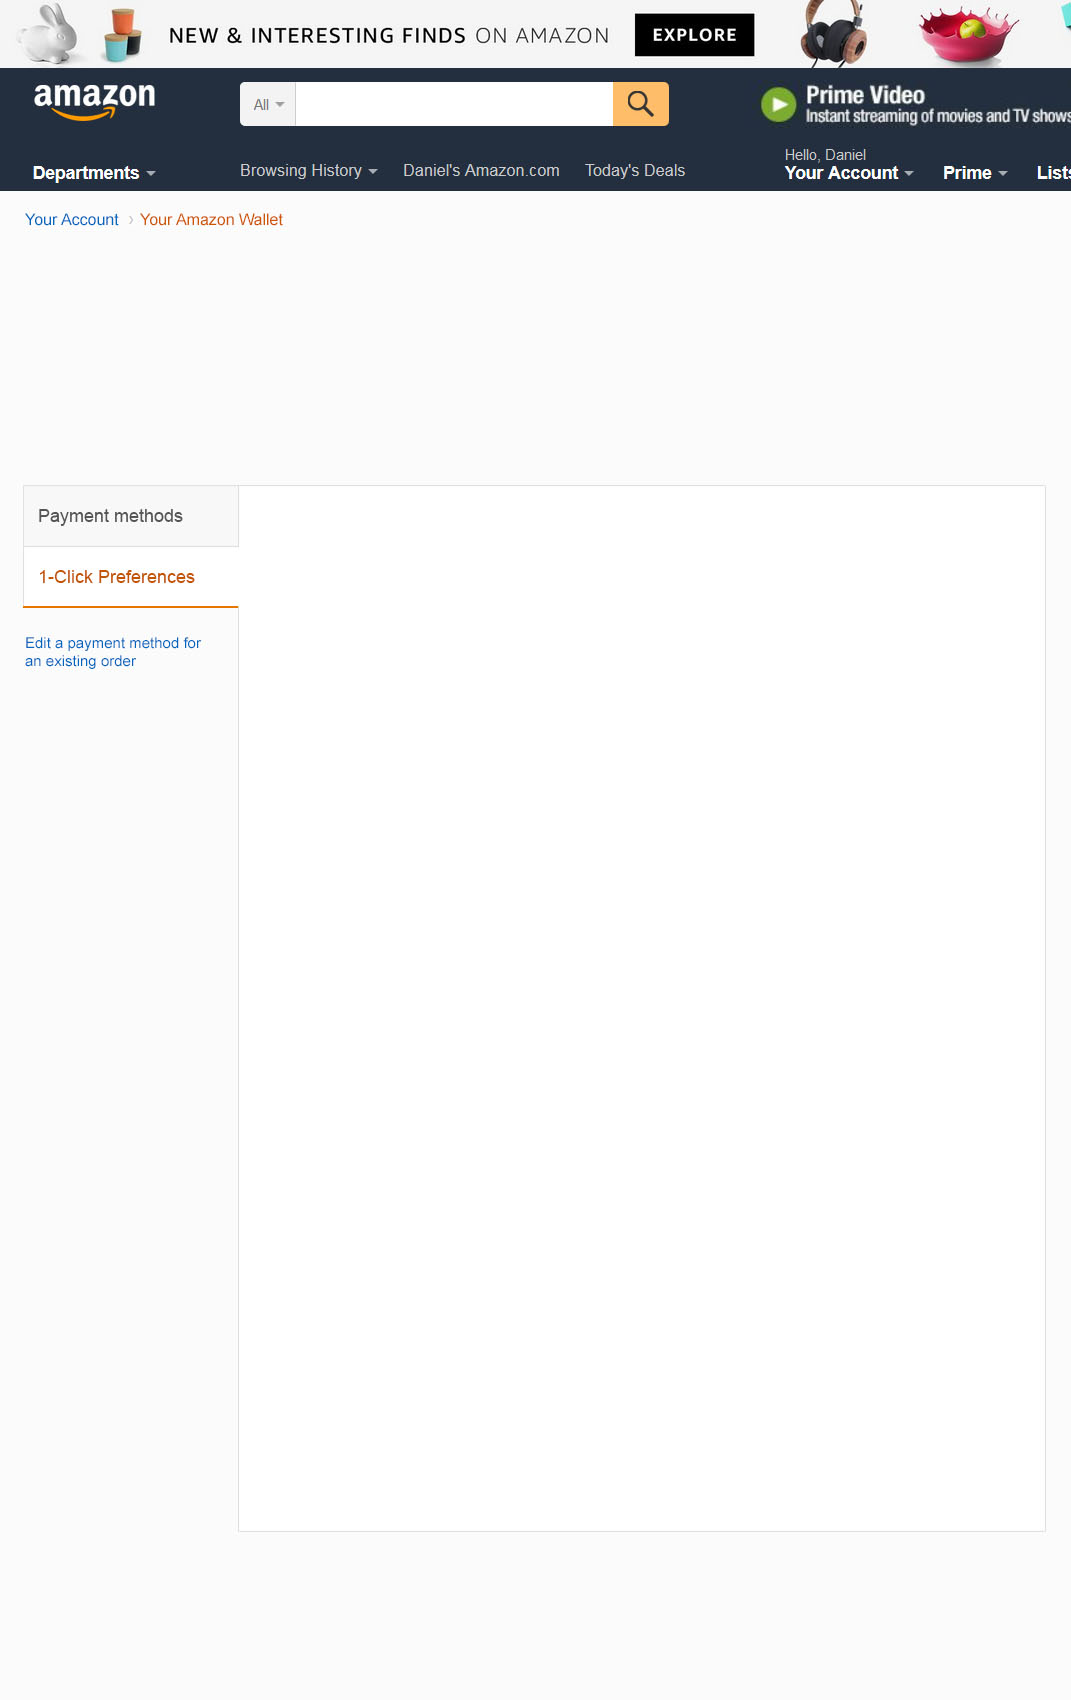 NEW & INTERESTING FINDS ON AMAZON EXPLORE
amazon
All
Prime Video
Instant streaming of movies and TV shows
Departments
Browsing History Daniel's Amazon.com Today's Deals
Hello, Daniel
Your Account Prime Lists
Your Account › Your Amazon Wallet
Payment methods
1-Click Preferences
Edit a payment method for
an existing order